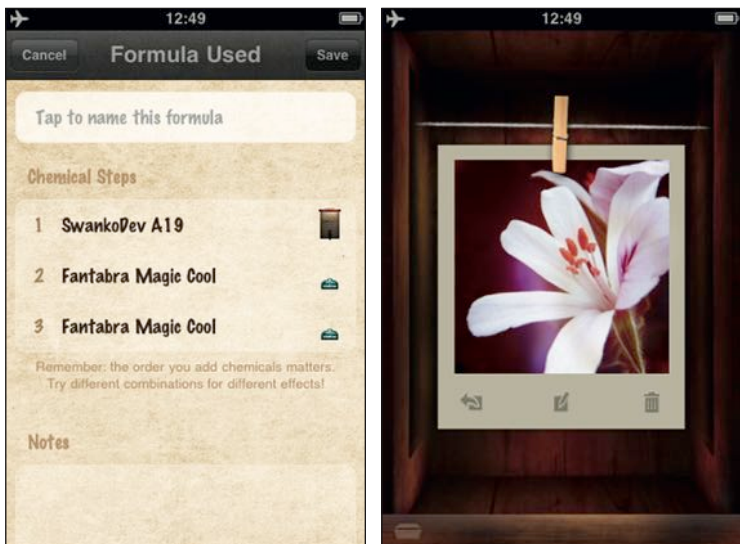 12:49
Cancel Formula Used Save
Tap to name this formula
Chemical Steps
1 SwankoDev A19
2 Fantabra Magic Cool
3 Fantabra Magic Cool
Remember: the order you add chemicals matters.
Try different combinations for different effects!
Notes
12:49